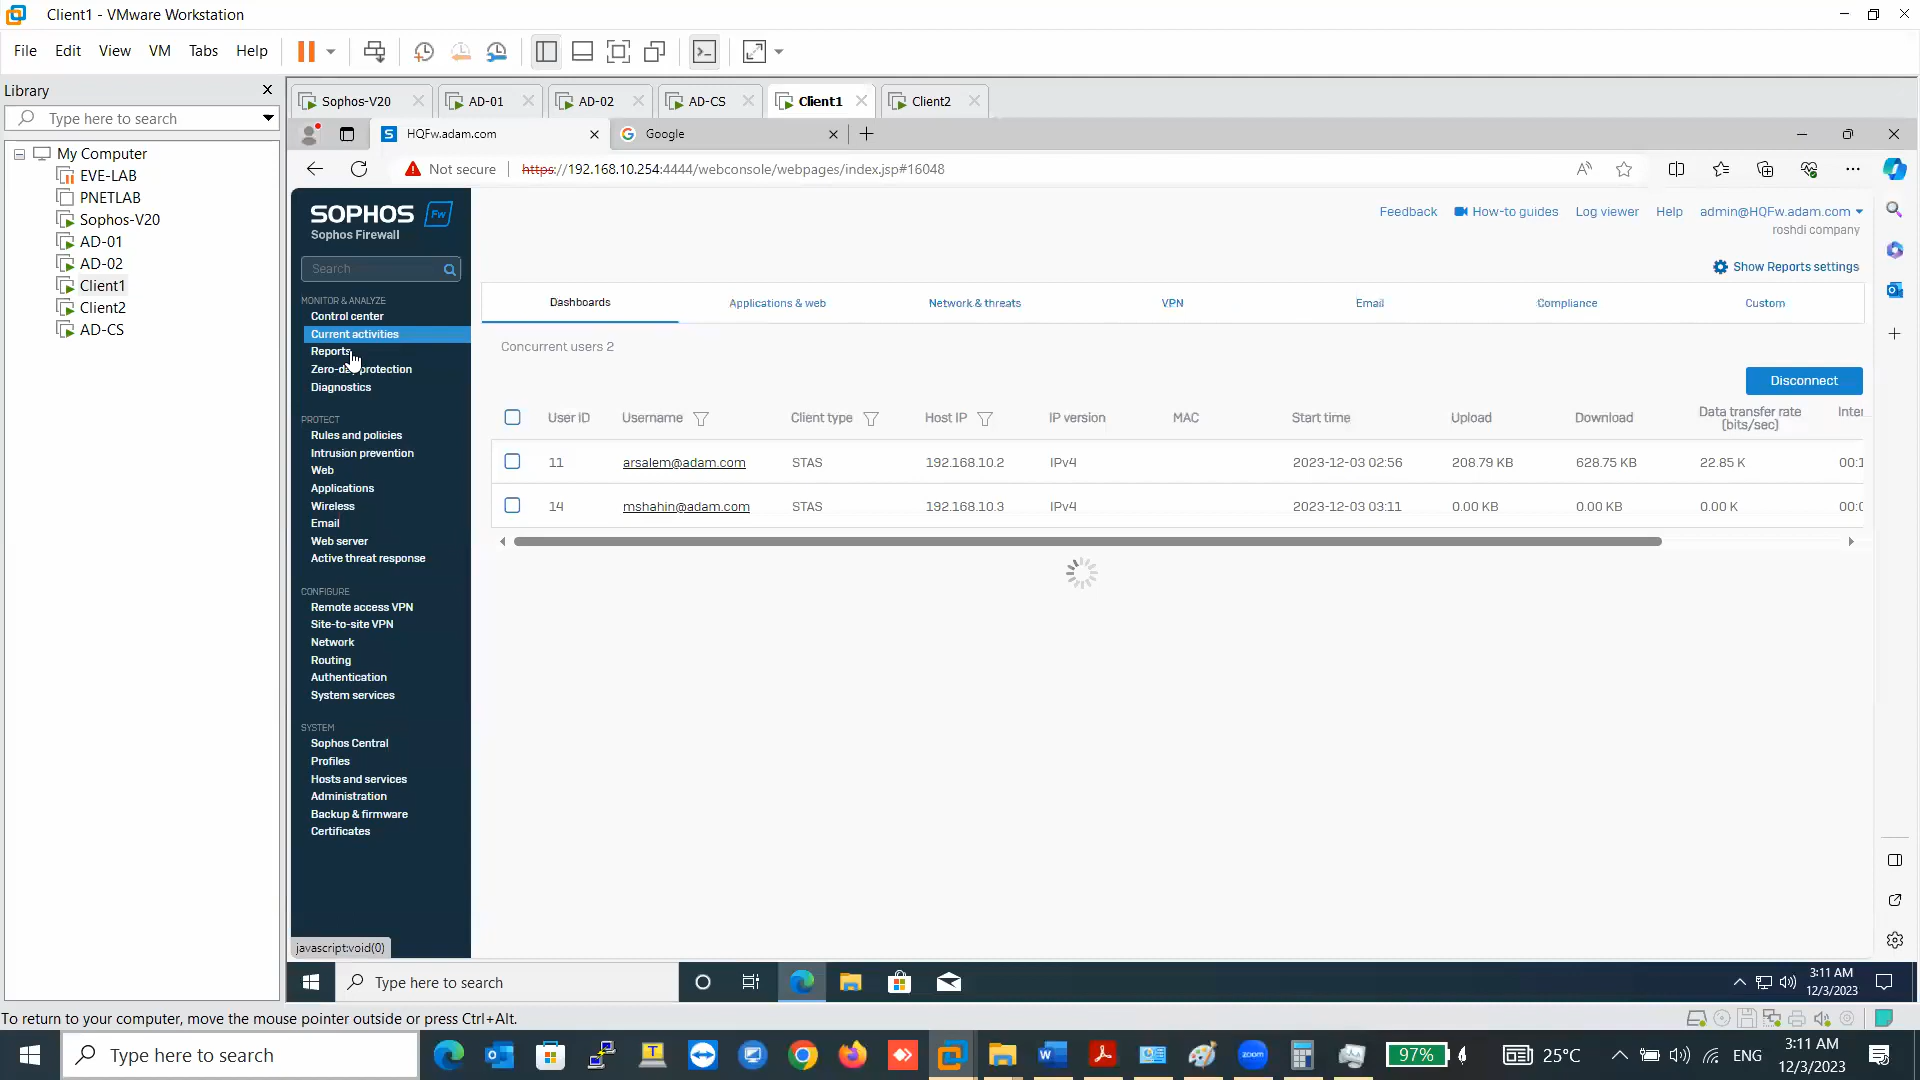 Client1 - VMware Workstation
File Edit View VM Tabs Help
Library
Type here to search
My Computer
EVE-LAB
PNETLAB
Sophos-V20
AD-01
AD-02
Client1
Client2
AD-CS
Sophos-V20 AD-01 AD-02 AD-CS Client1 Client2
HQFw.adam.com Google
Not secure https://192.168.10.254:4444/webconsole/webpages/index.jsp#16048
SOPHOS Fw
Sophos Firewall
Search
MONITOR & ANALYZE
Control center
Current activities
Reports
Zero-day protection
Diagnostics
PROTECT
Rules and policies
Intrusion prevention
Web
Applications
Wireless
Email
Web server
Active threat response
CONFIGURE
Remote access VPN
Site-to-site VPN
Network
Routing
Authentication
System services
SYSTEM
Sophos Central
Profiles
Hosts and services
Administration
Backup & firmware
Certificates
javascript:void(0)
Feedback How-to guides Log viewer Help admin@HQFw.adam.com
roshdi company
Show Reports settings
Dashboards Applications & web Network & threats VPN Email Compliance Custom
Concurrent users 2
Disconnect
User ID Username Client type Host IP IP version MAC Start time Upload Download Data transfer rate (bits/sec) Inter
11 arsalem@adam.com STAS 192.168.10.2 IPv4 2023-12-03 02:56 208.79 KB 628.75 KB 22.85 K 00:1
14 mshahin@adam.com STAS 192.168.10.3 IPv4 2023-12-03 03:11 0.00 KB 0.00 KB 0.00 K 00:0
Type here to search
3:11 AM
12/3/2023
To return to your computer, move the mouse pointer outside or press Ctrl+Alt.
Type here to search
zoom
97%
25°C
ENG
3:11 AM
12/3/2023